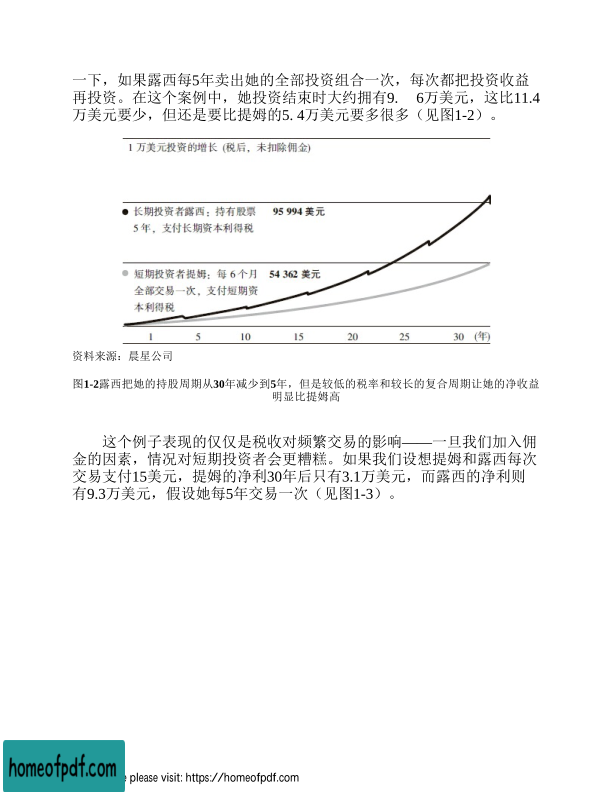 一下，如果露西每5年卖出她的全部投资组合一次，每次都把投资收益
再投资。在这个案例中，她投资结束时大约拥有9. 6万美元，这比11.4
万美元要少，但还是要比提姆的5. 4万美元要多很多（见图1-2）。
1 万美元投资的增长 (税后，未扣除佣金)
长期投资者露西：持有股票 95 994 美元
5 年，支付长期资本利得税
短期投资者提姆：每 6 个月 54 362 美元
全部交易一次，支付短期资
本利得税
1 5 10 15 20 25 30 (年)
资料来源：晨星公司
图1-2露西把她的持股周期从30年减少到5年，但是较低的税率和较长的复合周期让她的净收益
明显比提姆高
这个例子表现的仅仅是税收对频繁交易的影响——一旦我们加入佣
金的因素，情况对短期投资者会更糟糕。如果我们设想提姆和露西每次
交易支付15美元，提姆的净利30年后只有3.1万美元，而露西的净利则
有9.3万美元，假设她每5年交易一次（见图1-3）。
homeofpdf.com
e please visit: https://homeofpdf.com